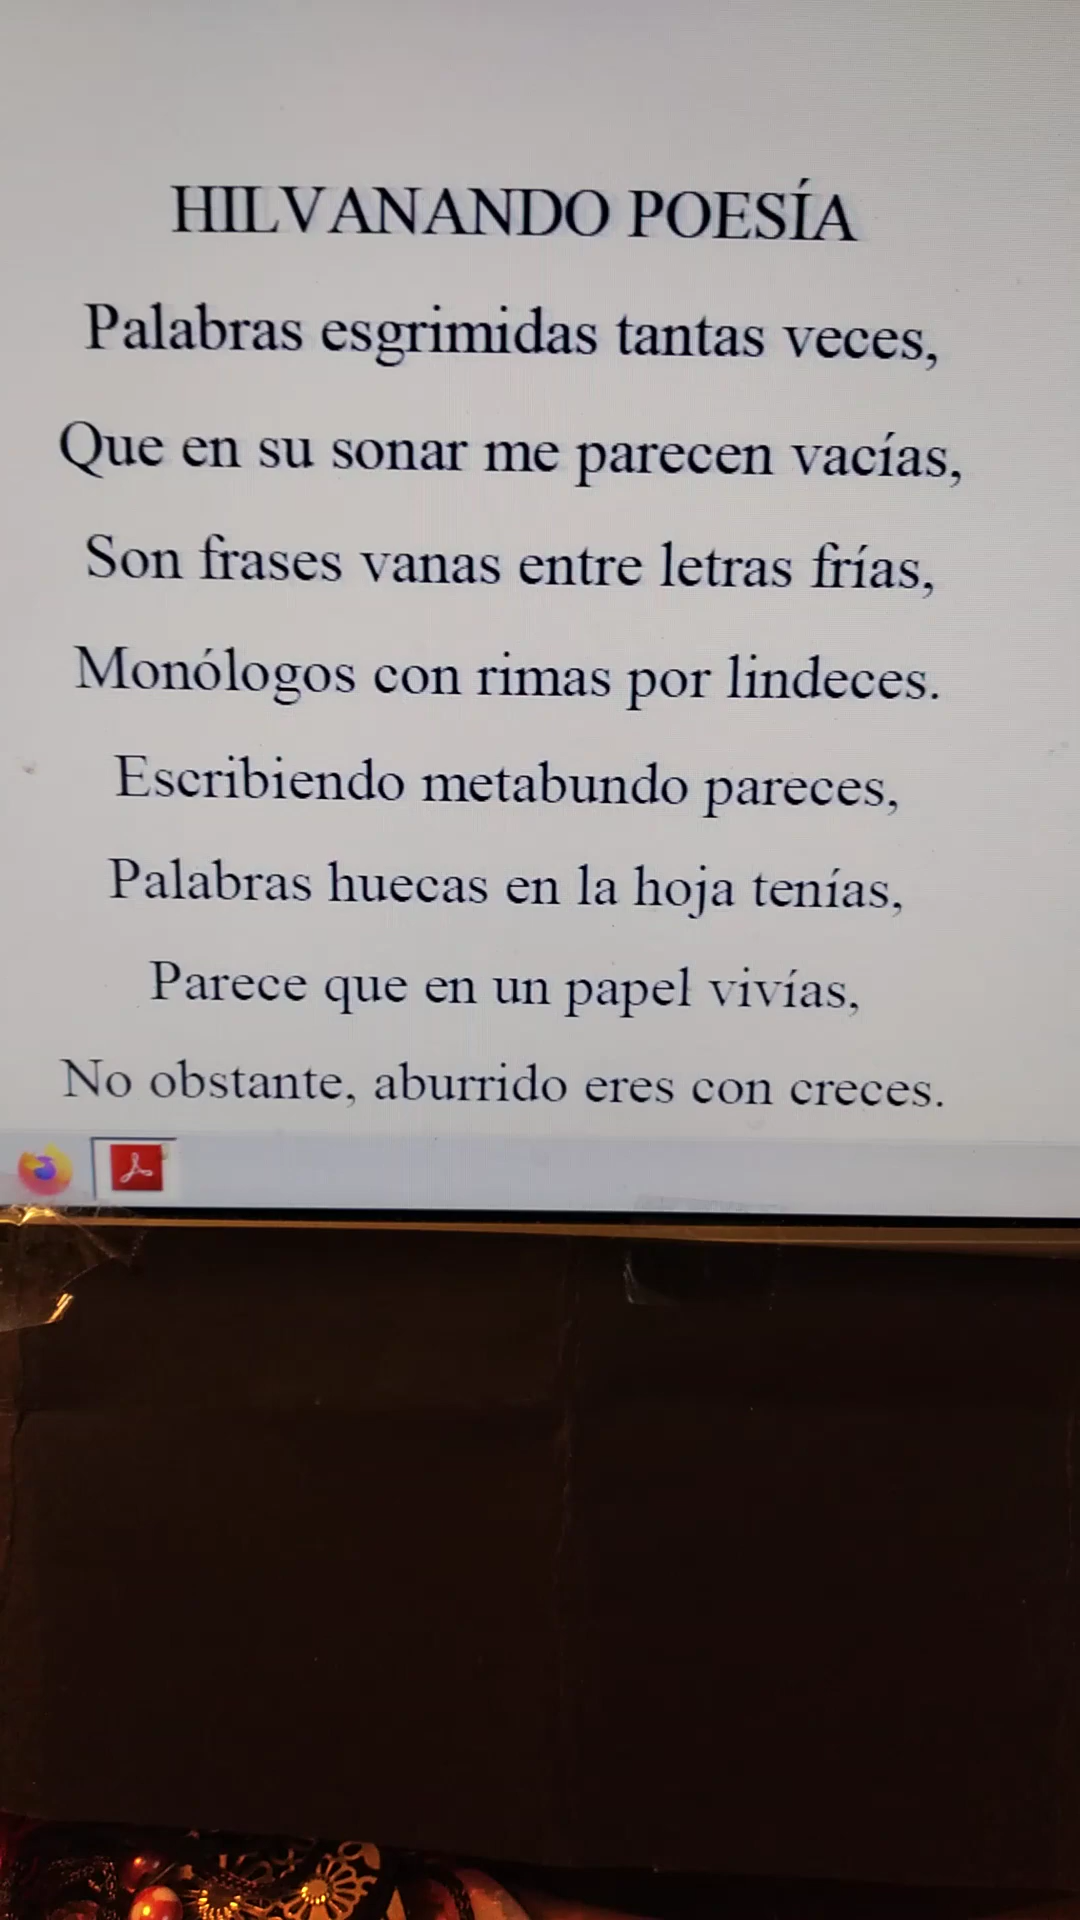 HILVANANDO POESÍA
Palabras esgrimidas tantas veces,
Que en su sonar me parecen vacías,
Son frases vanas entre letras frías,
Monólogos con rimas por lindeces.
Escribiendo metabundo pareces,
Palabras huecas en la hoja tenías,
Parece que en un papel vivías,
No obstante, aburrido eres con creces.